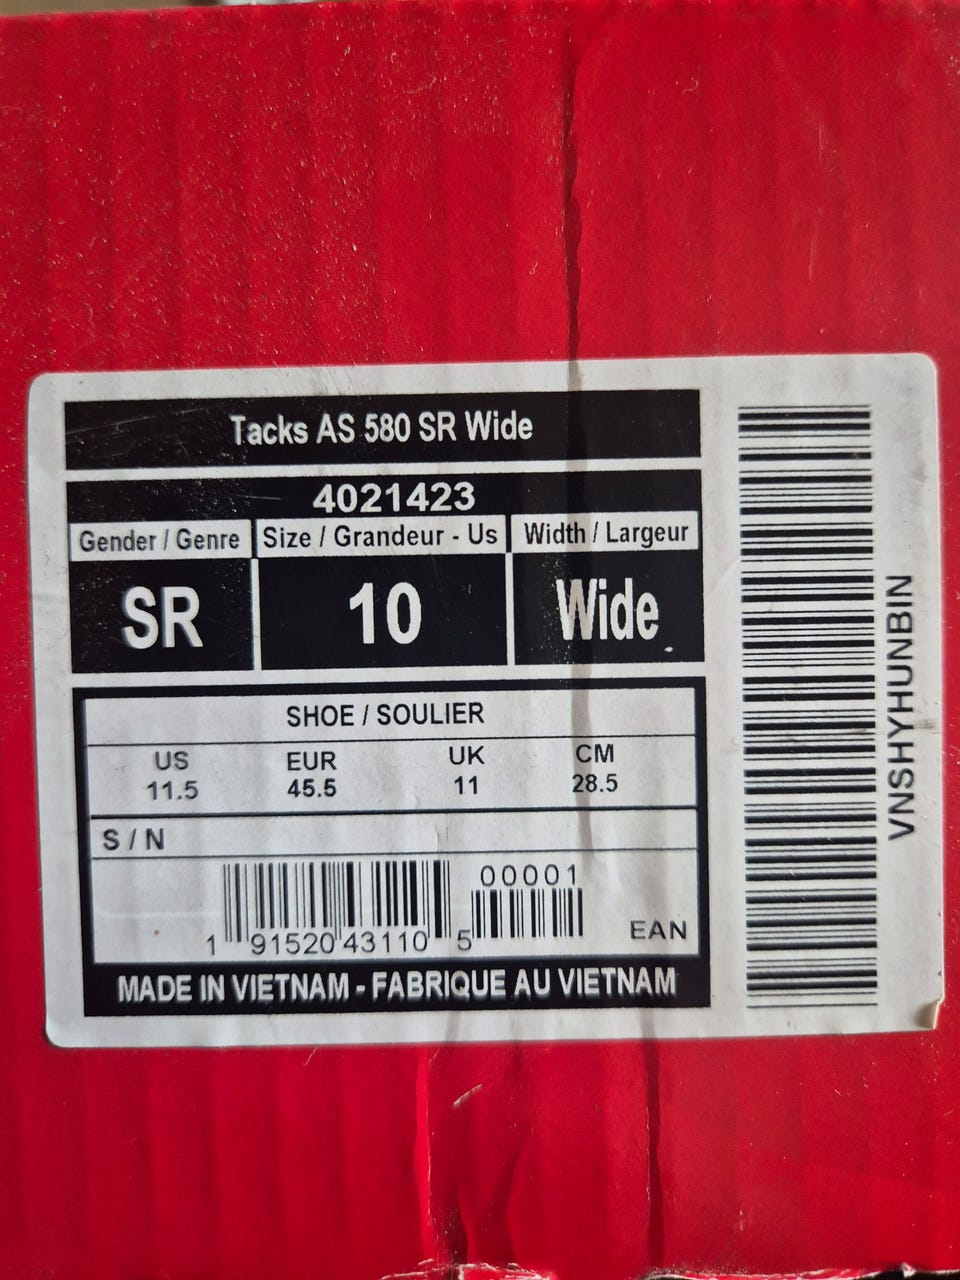 Tacks AS 580 SR Wide
4021423
Gender / Genre
Size / Grandeur - Us
Width / Largeur
SR
10
Wide
SHOE / SOULIER
US EUR UK CM
11.5 45.5 11 28.5
S / N
00001
1 91520 43110 5
EAN
MADE IN VIETNAM - FABRIQUE AU VIETNAM
VNSHYHUNBIN